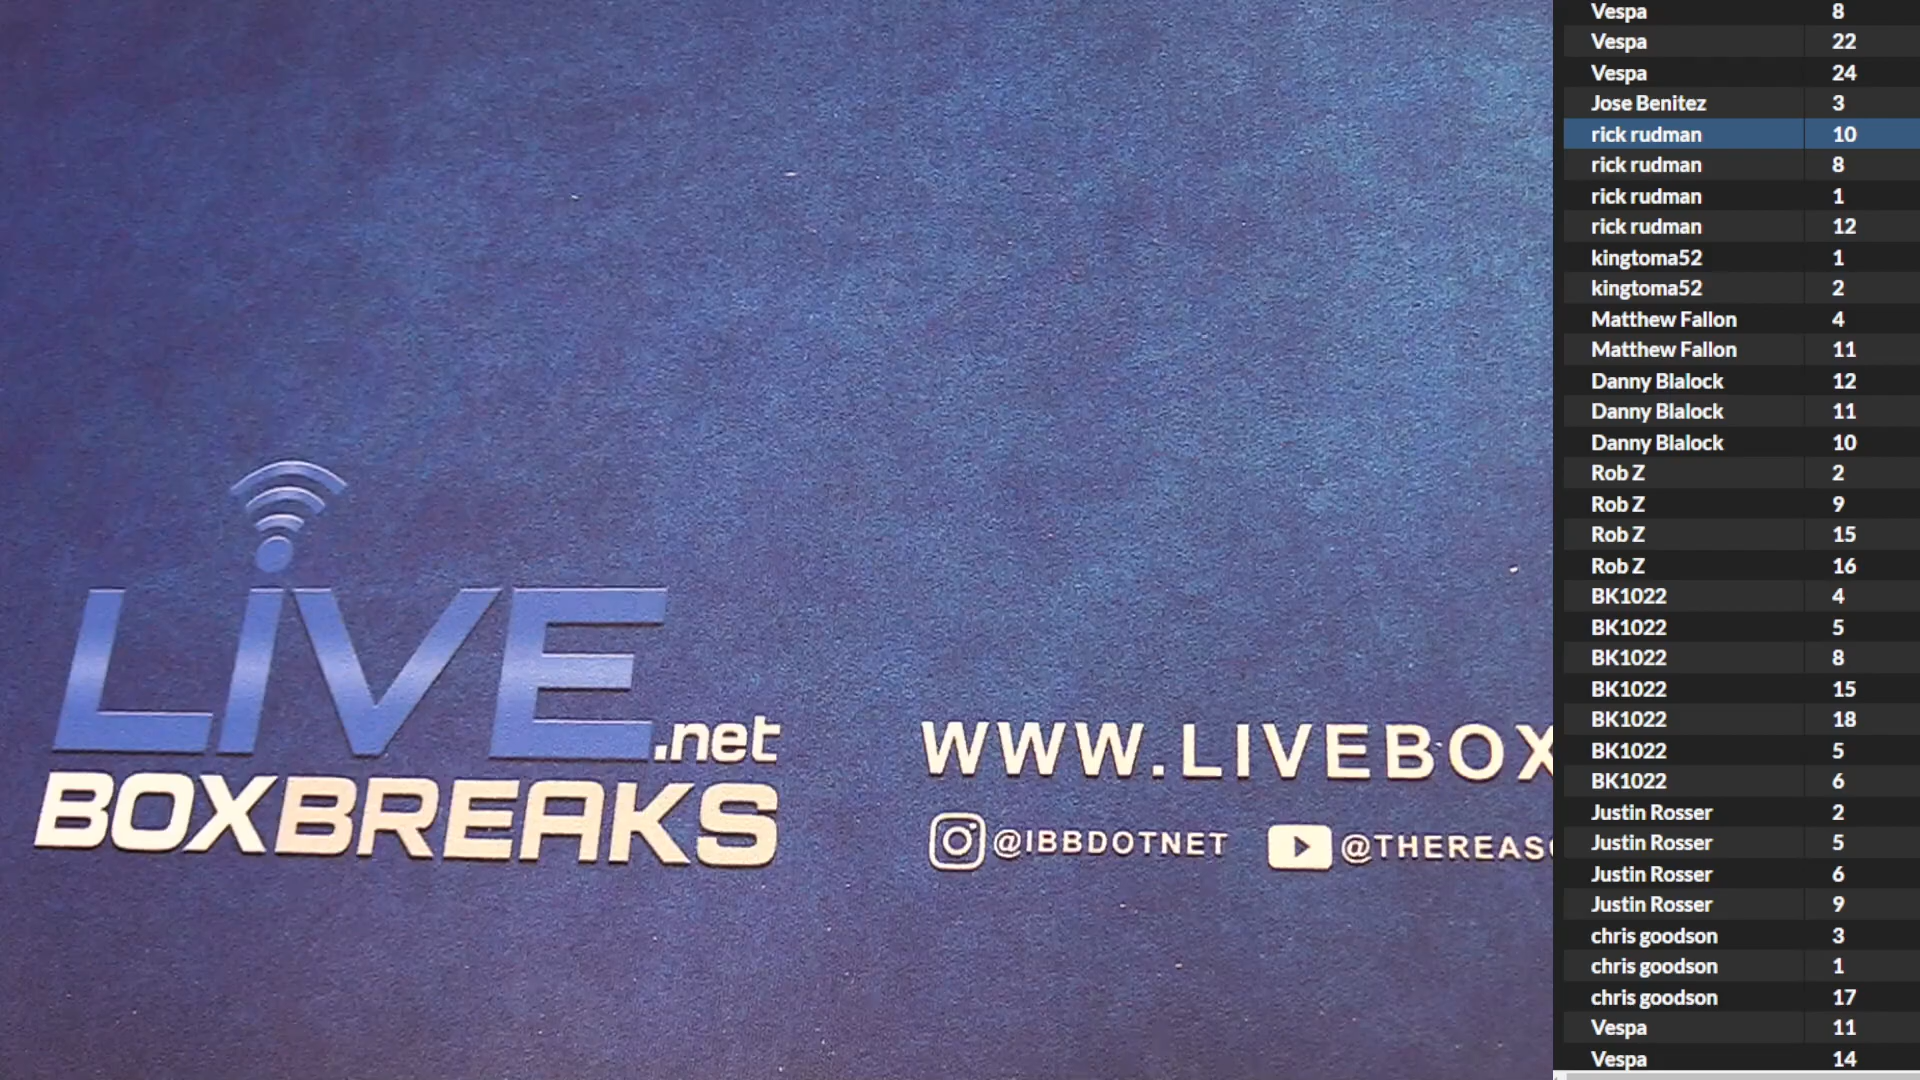 LIVE
.net
BOXBREAKS
WWW.LIVEBOX
@IBBDOTNET
@THEREAS
Vespa 8
Vespa 22
Vespa 24
Jose Benitez 3
rick rudman 10
rick rudman 8
rick rudman 1
rick rudman 12
kingtoma52 1
kingtoma52 2
Matthew Fallon 4
Matthew Fallon 11
Danny Blalock 12
Danny Blalock 11
Danny Blalock 10
Rob Z 2
Rob Z 9
Rob Z 15
Rob Z 16
BK1022 4
BK1022 5
BK1022 8
BK1022 15
BK1022 18
BK1022 5
BK1022 6
Justin Rosser 2
Justin Rosser 5
Justin Rosser 6
Justin Rosser 9
chris goodson 3
chris goodson 1
chris goodson 17
Vespa 11
Vespa 14